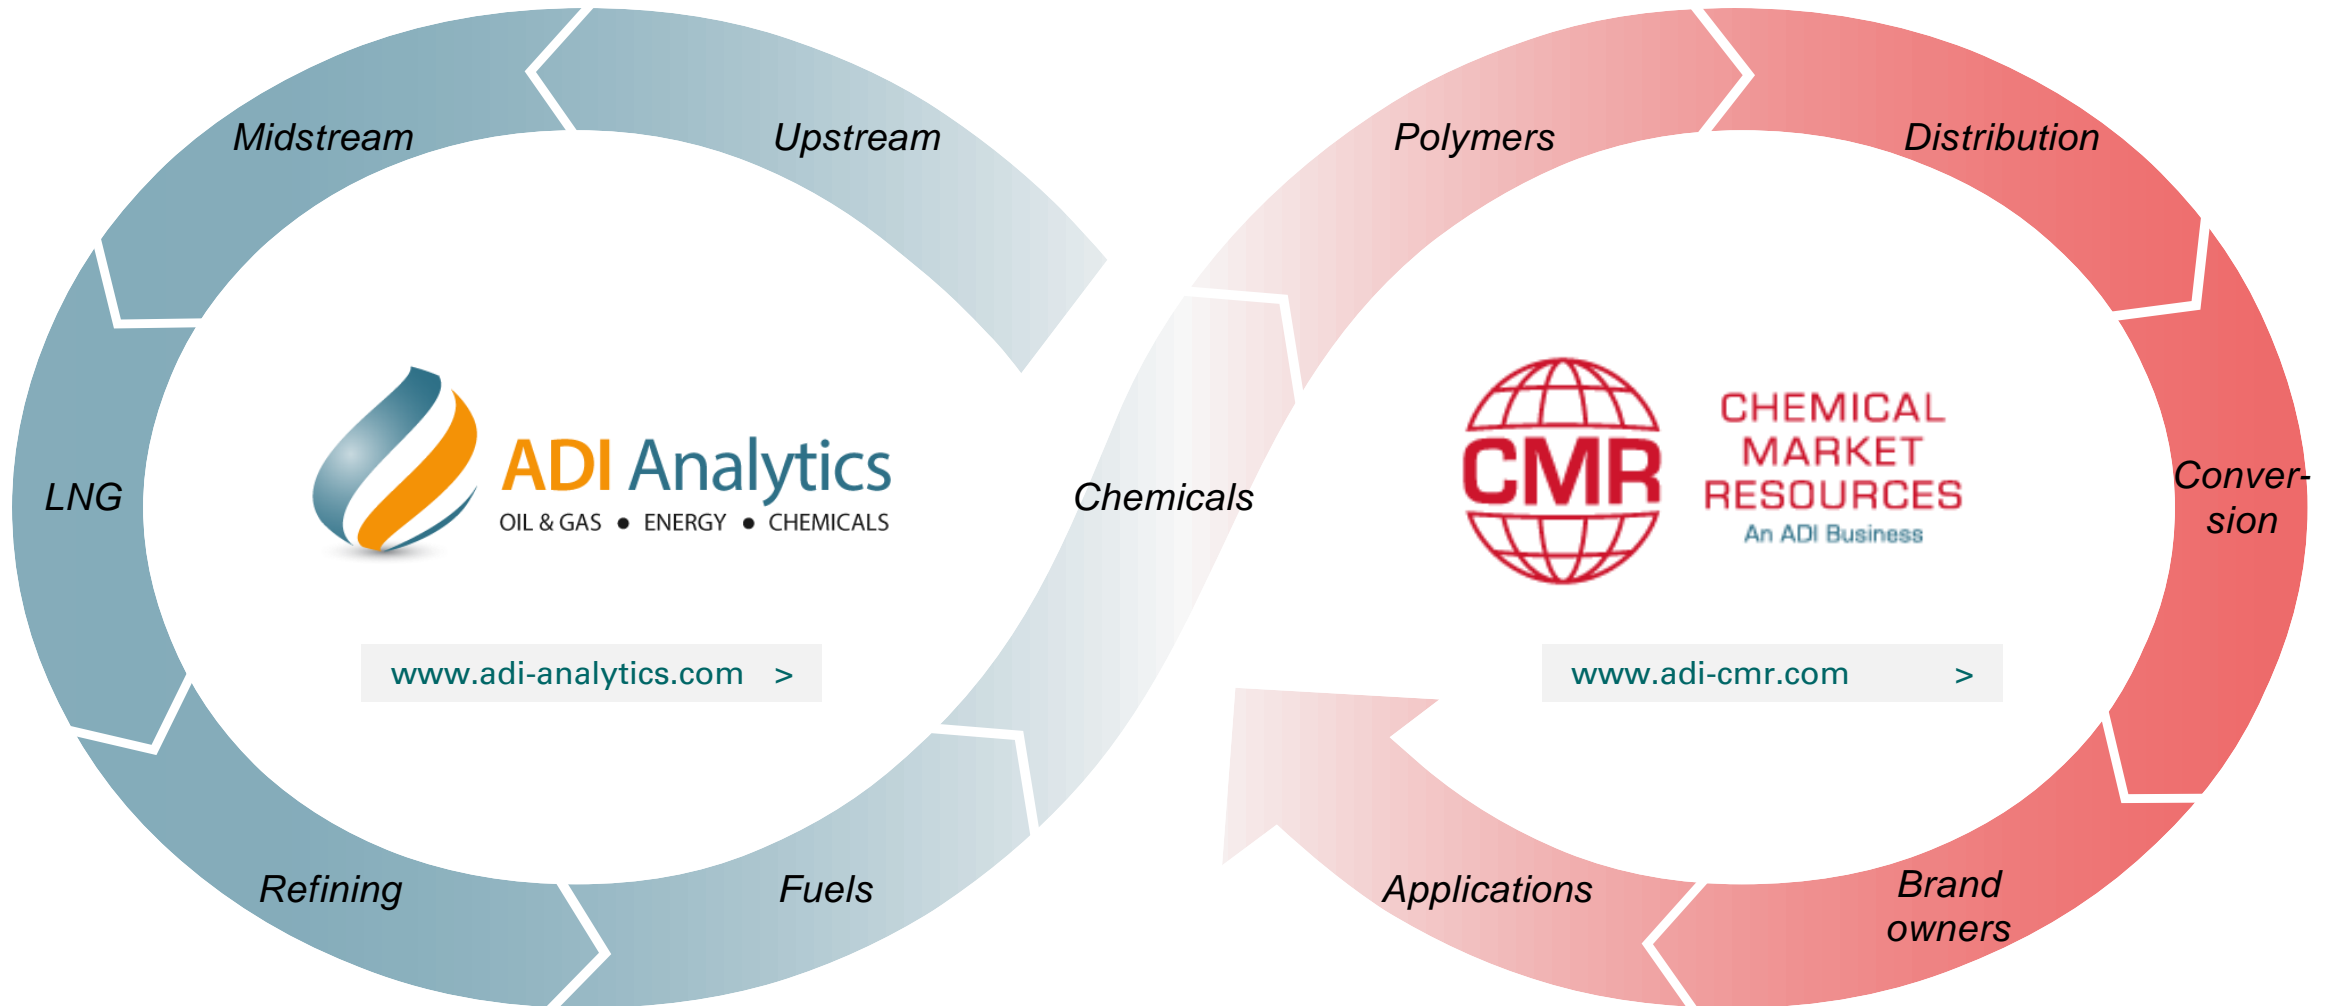 Midstream
Upstream
Polymers
Distribution
LNG
ADI Analytics
OIL & GAS ● ENERGY ● CHEMICALS
Chemicals
CMR
CHEMICAL
MARKET
RESOURCES
An ADI Business
Conver-
sion
www.adi-analytics.com >
www.adi-cmr.com >
Refining
Fuels
Applications
Brand
owners